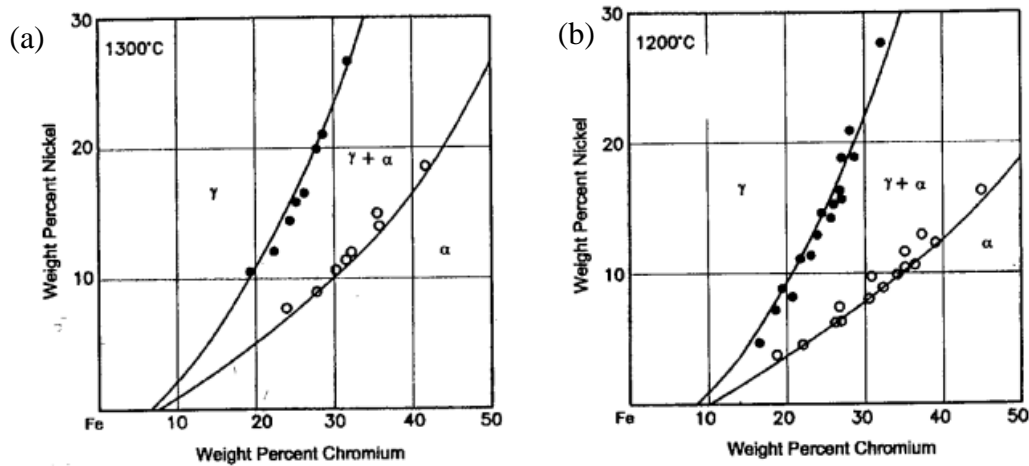 (a)
1300°C
30
20
10
Weight Percent Nickel
γ
γ + α
α
Fe
10
20
30
40
50
Weight Percent Chromium
(b)
1200°C
30
20
10
Weight Percent Nickel
γ
γ + α
α
Fe
10
20
30
40
50
Weight Percent Chromium